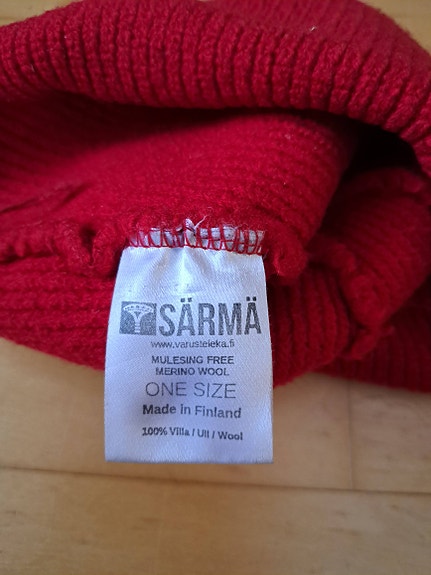 SÄRMÄ
www.varusteleka.fi
MULESING FREE
MERINO WOOL
ONE SIZE
Made in Finland
100% Villa / Ull / Wool